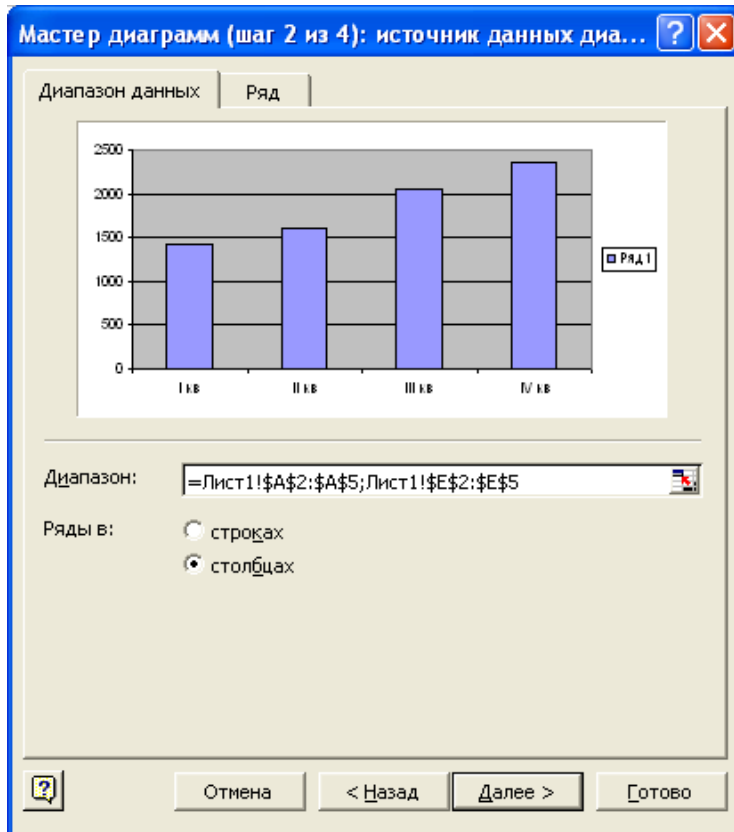 Мастер диаграмм (шаг 2 из 4): источник данных диа...
Диапазон данных
Ряд
2500
2000
1500
1000
500
0
I кв
II кв
III кв
IV кв
Ряд1
Диапазон:
=Лист1!$A$2:$A$5;Лист1!$E$2:$E$5
Ряды в:
строках
столбцах
Отмена
< Назад
Далее >
Готово